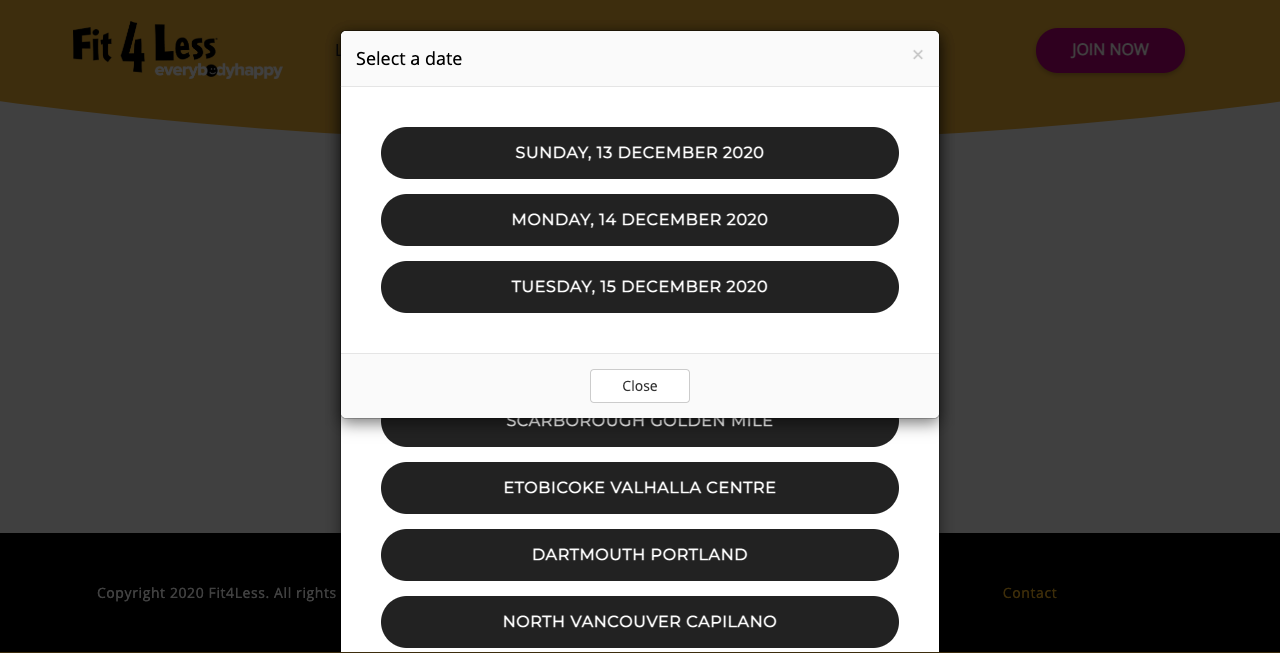 Fit 4 Less
everybodyhappy
JOIN NOW
Select a date
×
SUNDAY, 13 DECEMBER 2020
MONDAY, 14 DECEMBER 2020
TUESDAY, 15 DECEMBER 2020
Close
SCARBOROUGH GOLDEN MILE
ETOBICOKE VALHALLA CENTRE
DARTMOUTH PORTLAND
Copyright 2020 Fit4Less. All rights
Contact
NORTH VANCOUVER CAPILANO